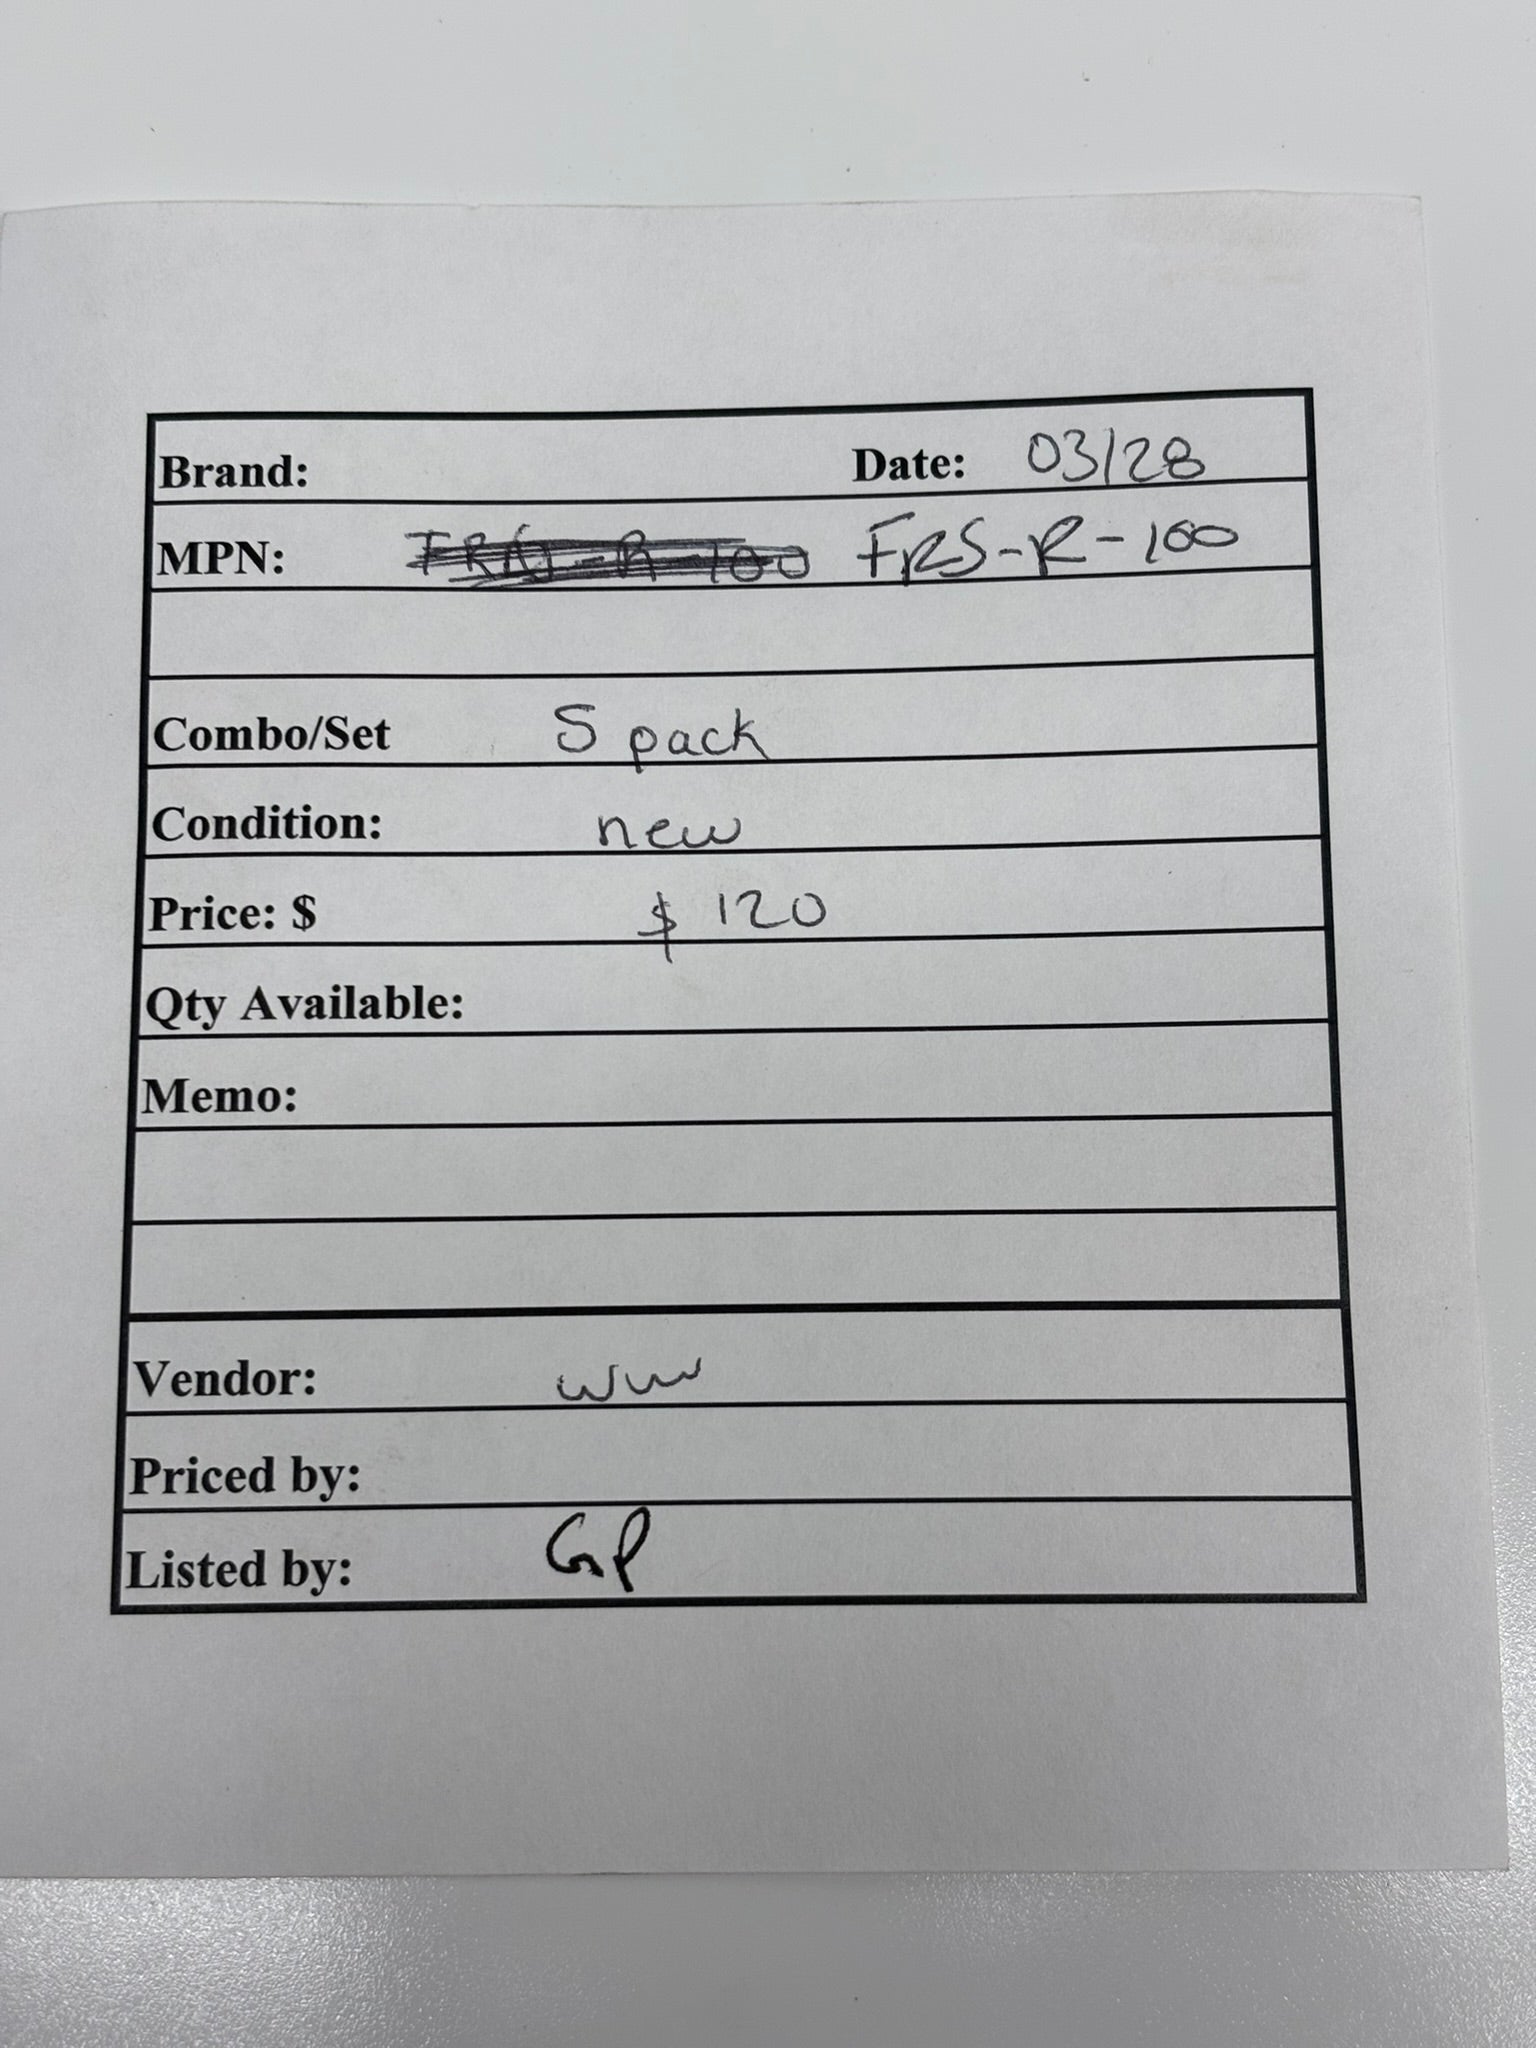 Brand: Date: 03/28
MPN: FRS-R-100
Combo/Set 5 pack
Condition: new
Price: $ $ 120
Qty Available:
Memo:
Vendor: ww
Priced by:
Listed by: GP